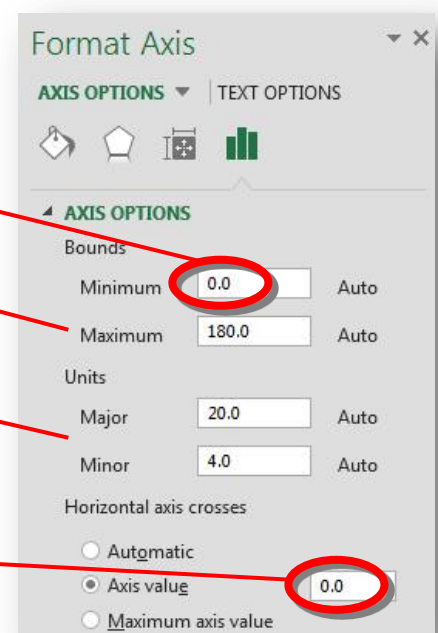 Format Axis
AXIS OPTIONS TEXT OPTIONS
AXIS OPTIONS
Bounds
Minimum 0.0 Auto
Maximum 180.0 Auto
Units
Major 20.0 Auto
Minor 4.0 Auto
Horizontal axis crosses
Automatic
Axis value 0.0
Maximum axis value